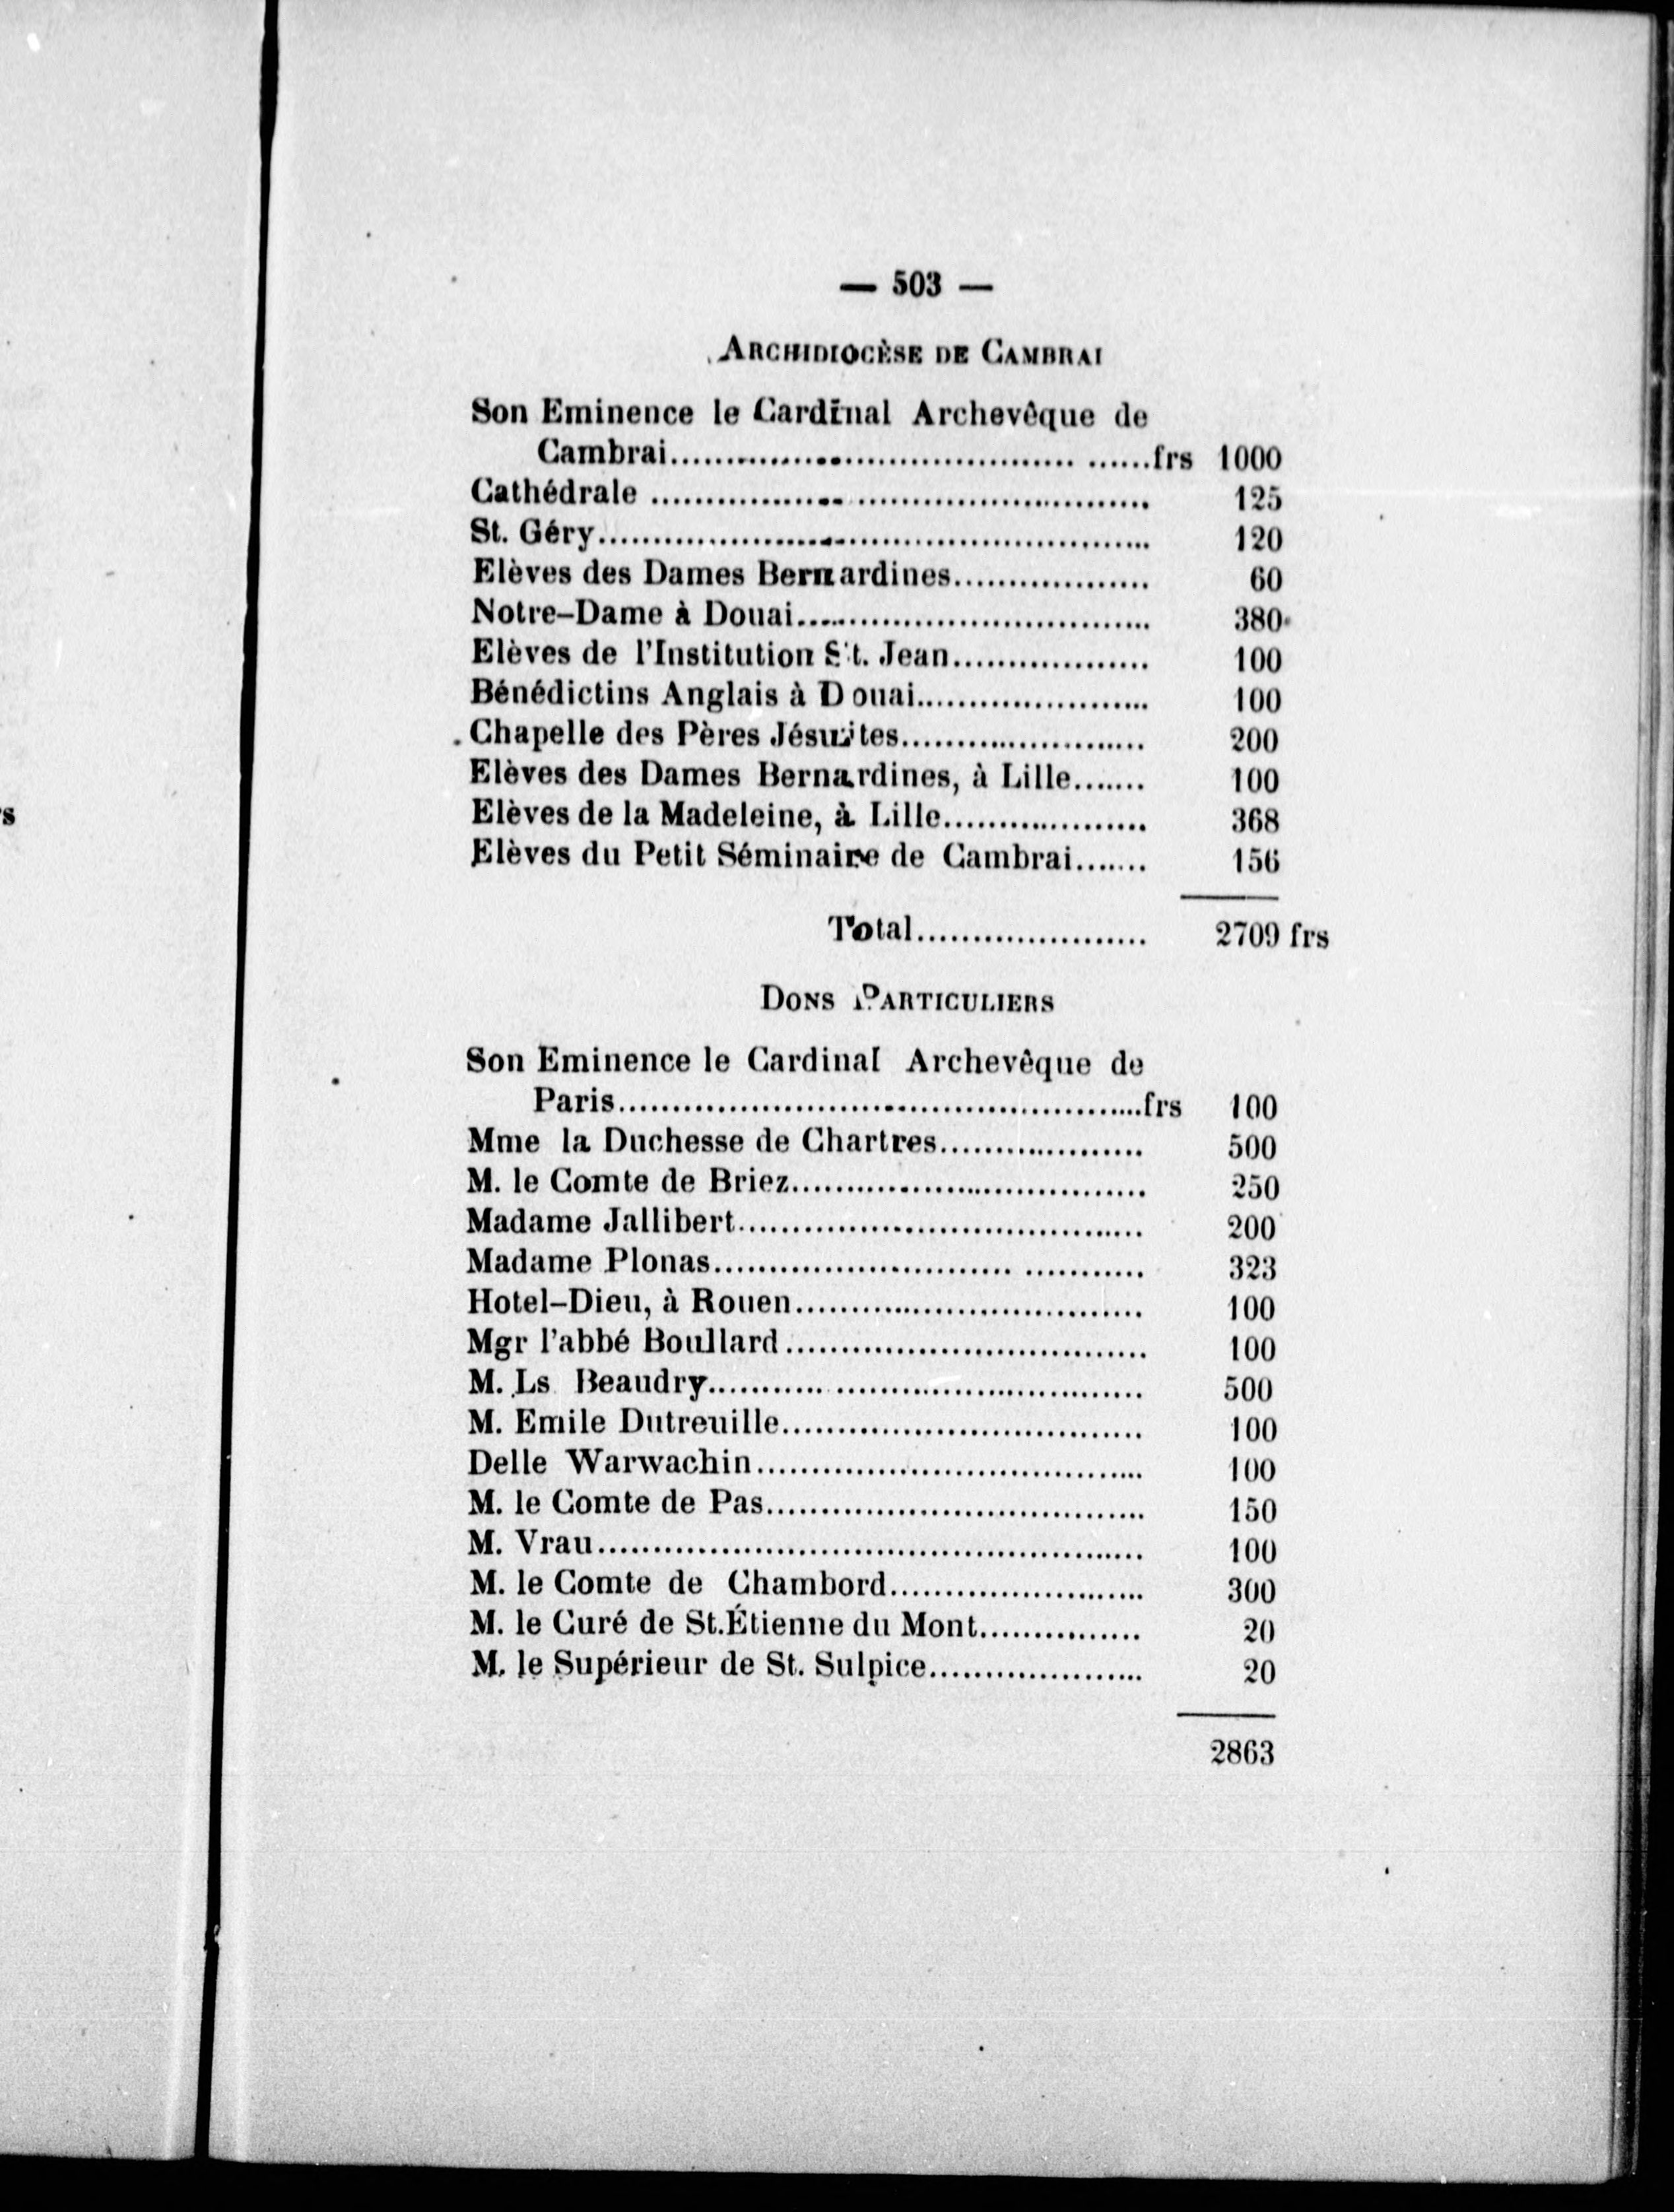 — 503 —
ARCHIDIOCÈSE DE CAMBRAI
Son Eminence le Cardinal Archevêque de
Cambrai..........................................frs 1000
Cathédrale .......................................... 125
St. Géry.......................................... 120
Elèves des Dames Bernardines.................. 60
Notre-Dame à Douai................................ 380
Elèves de l'Institution St. Jean.................. 100
Bénédictins Anglais à Douai..................... 100
Chapelle des Pères Jésuites...................... 200
Elèves des Dames Bernardines, à Lille....... 100
Elèves de la Madeleine, à Lille.................. 368
Elèves du Petit Séminaire de Cambrai....... 156
Total...................... 2709 frs
DONS PARTICULIERS
Son Eminence le Cardinal Archevêque de
Paris..........................................frs 100
Mme la Duchesse de Chartres................... 500
M. le Comte de Briez................................ 250
Madame Jallibert..................................... 200
Madame Plonas....................................... 323
Hotel-Dieu, à Rouen................................ 100
Mgr l'abbé Boullard ................................ 100
M. Ls Beaudry........................................ 500
M. Emile Dutreuille................................. 100
Delle Warwachin.................................... 100
M. le Comte de Pas................................... 150
M. Vrau.......................................... 100
M. le Comte de Chambord........................ 300
M. le Curé de St.Étienne du Mont............... 20
M. le Supérieur de St. Sulpice.................... 20
2863